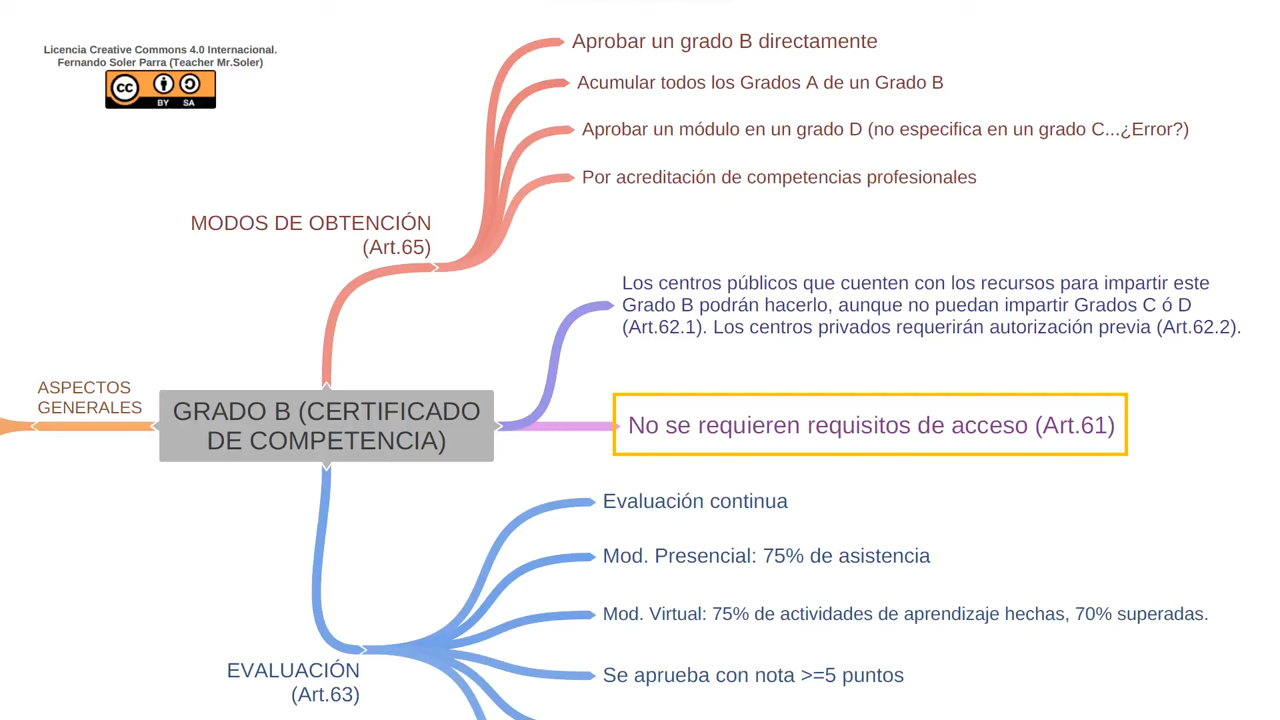 Licencia Creative Commons 4.0 Internacional.
Fernando Soler Parra (Teacher Mr.Soler)
cc
BY SA
Aprobar un grado B directamente
Acumular todos los Grados A de un Grado B
Aprobar un módulo en un grado D (no especifica en un grado C...¿Error?)
Por acreditación de competencias profesionales
MODOS DE OBTENCIÓN
(Art.65)
Los centros públicos que cuenten con los recursos para impartir este
Grado B podrán hacerlo, aunque no puedan impartir Grados C ó D
(Art.62.1). Los centros privados requerirán autorización previa (Art.62.2).
ASPECTOS
GENERALES
GRADO B (CERTIFICADO
DE COMPETENCIA)
No se requieren requisitos de acceso (Art.61)
Evaluación continua
Mod. Presencial: 75% de asistencia
Mod. Virtual: 75% de actividades de aprendizaje hechas, 70% superadas.
Se aprueba con nota >=5 puntos
EVALUACIÓN
(Art.63)